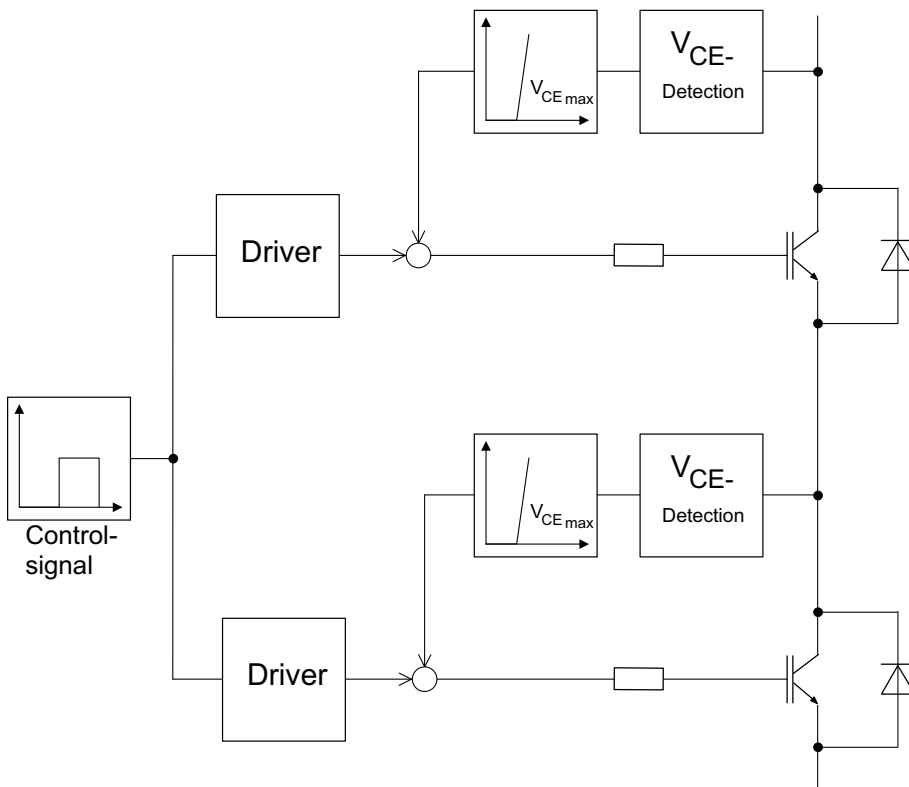 V_CE-
Detection
V_CE max
Driver
Control-
signal
V_CE-
Detection
V_CE max
Driver